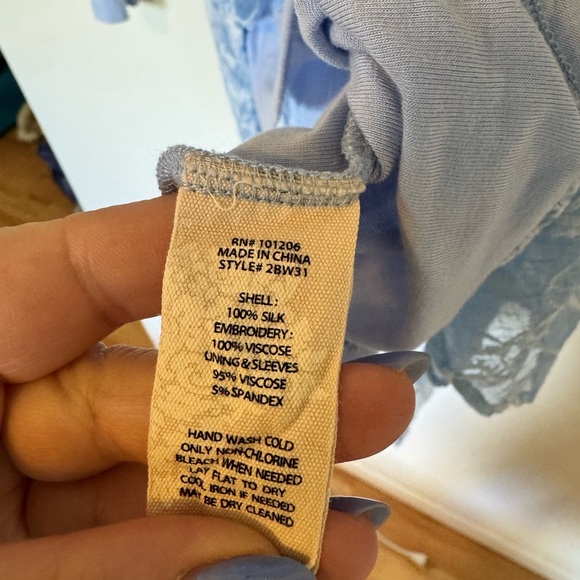 RN# 101206
MADE IN CHINA
STYLE# 2BW31
SHELL:
100% SILK
EMBROIDERY:
100% VISCOSE
LINING & SLEEVES
95% VISCOSE
5% SPANDEX
HAND WASH COLD
ONLY NON-CHLORINE
BLEACH WHEN NEEDED
LAY FLAT TO DRY
COOL IRON IF NEEDED
MAY BE DRY CLEANED